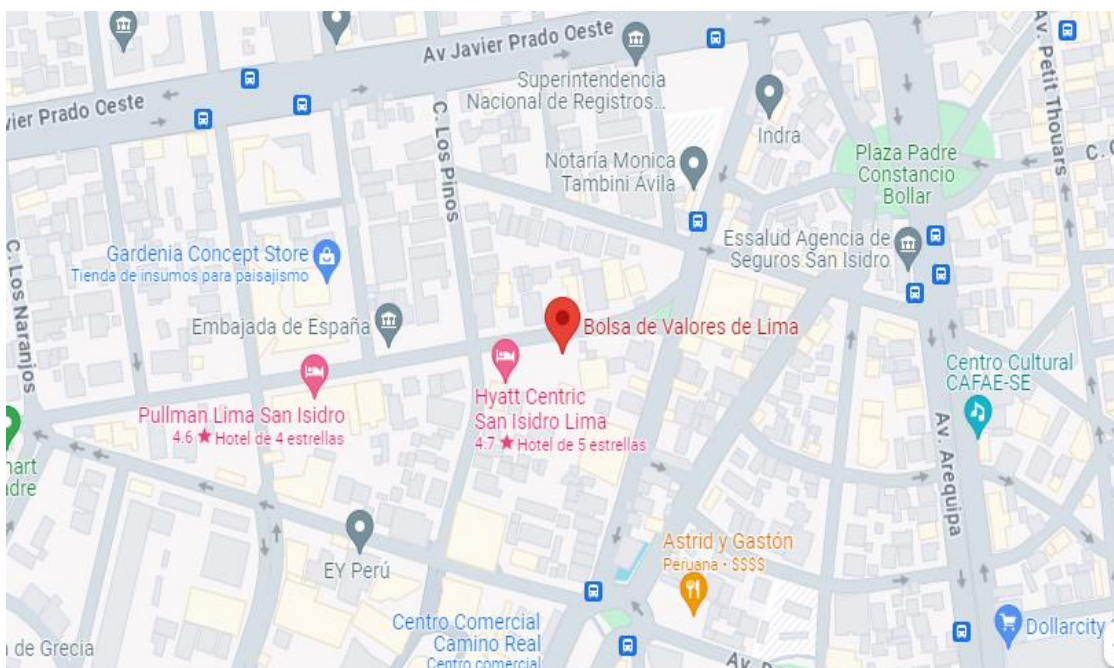 Av Javier Prado Oeste
Superintendencia
Nacional de Registros...
vier Prado Oeste
C. Los Pinos
Indra
Av. Petit Thouars
Notaría Monica
Tambini Ávila
Plaza Padre
Constancio
Bollar
Gardenia Concept Store
Tienda de insumos para paisajismo
Essalud Agencia de
Seguros San Isidro
C. Los Naranjos
Embajada de España
Bolsa de Valores de Lima
Centro Cultural
CAFAE-SE
Pullman Lima San Isidro
4.6 ★ Hotel de 4 estrellas
Hyatt Centric
San Isidro Lima
4.7 ★ Hotel de 5 estrellas
Av. Arequipa
EY Perú
Astrid y Gastón
Peruana • $$$$
Centro Comercial
Camino Real
Centro comercial
Dollarcity
de Grecia